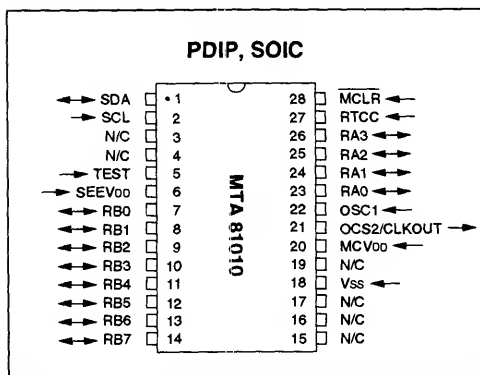 PDIP, SOIC
SDA 1 28 MCLR
SCL 2 27 RTCC
N/C 3 26 RA3
N/C 4 25 RA2
TEST 5 24 RA1
SEEVDD 6 23 RA0
RB0 7 22 OSC1
RB1 8 21 OCS2/CLKOUT
RB2 9 20 MCVDD
RB3 10 19 N/C
RB4 11 18 VSS
RB5 12 17 N/C
RB6 13 16 N/C
RB7 14 15 N/C
MTA 81010